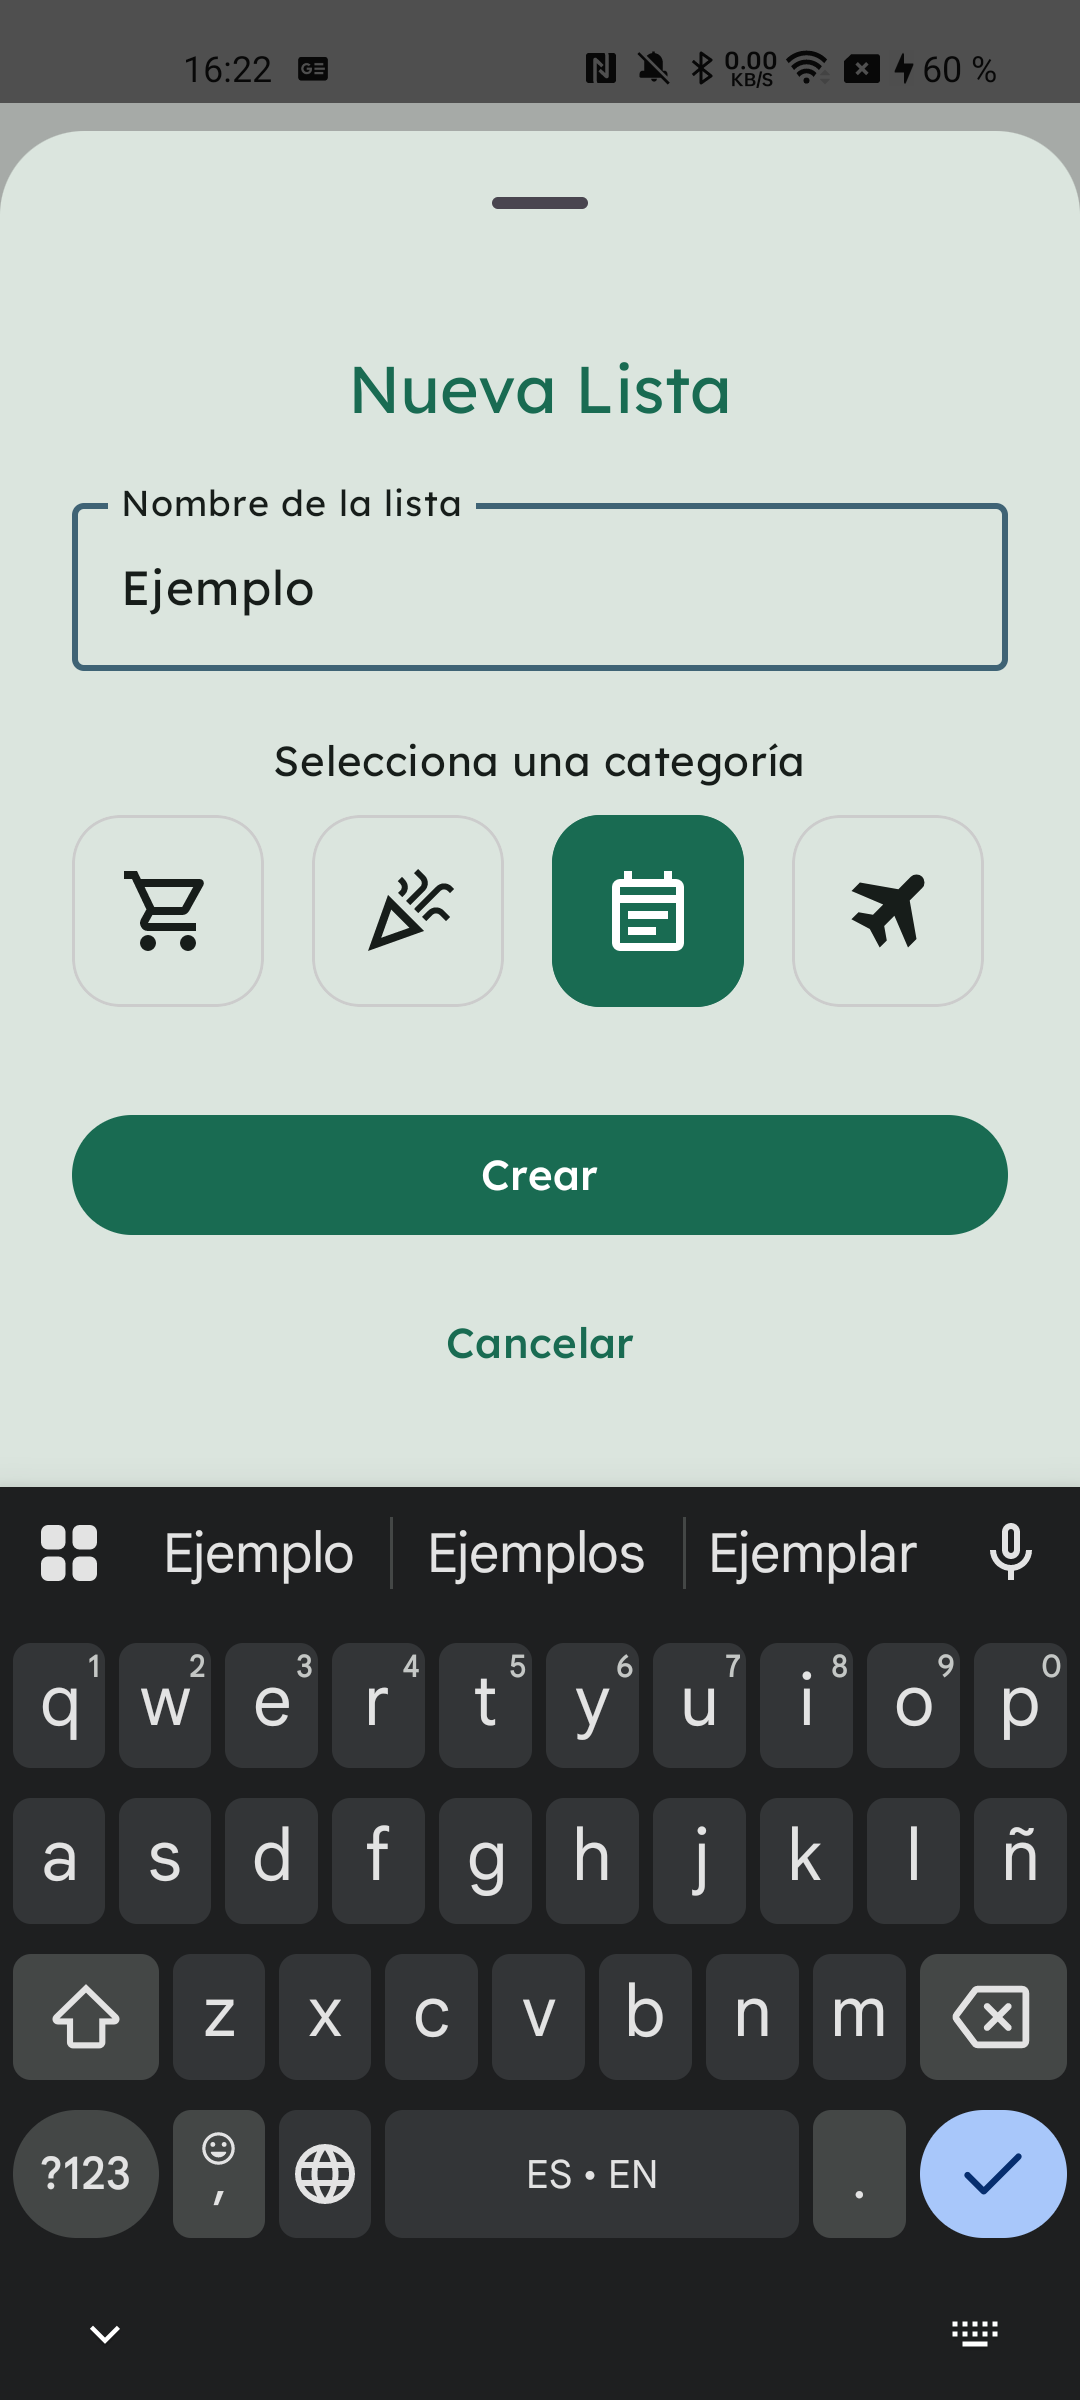 16:22 0.00 KB/S 60 %
Nueva Lista
Nombre de la lista
Ejemplo
Selecciona una categoría
Crear
Cancelar
Ejemplo Ejemplos Ejemplar
1 2 3 4 5 6 7 8 9 0
q w e r t y u i o p
a s d f g h j k l ñ
z x c v b n m
?123 , ES • EN .